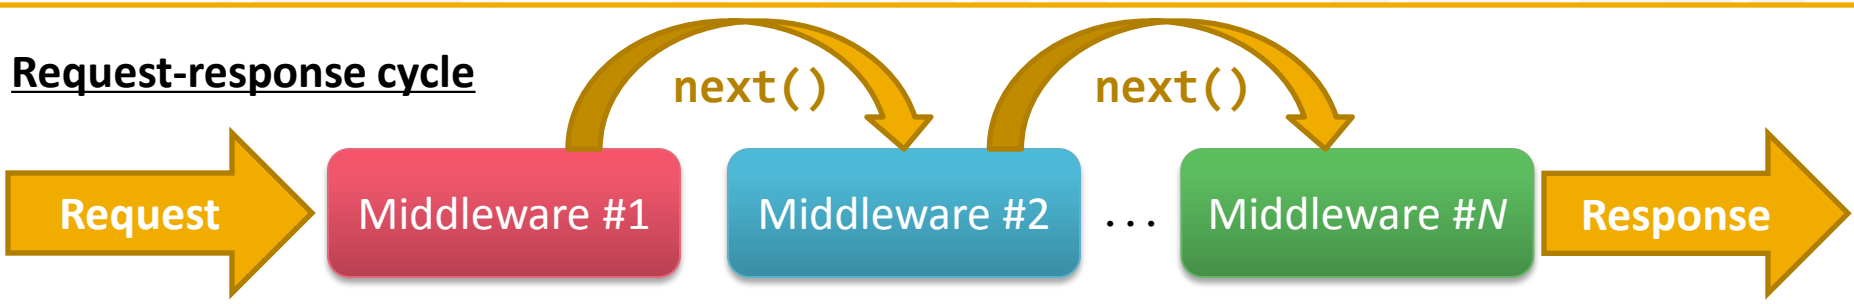 Request-response cycle
next()
next()
Request
Middleware #1
Middleware #2
...
Middleware #N
Response